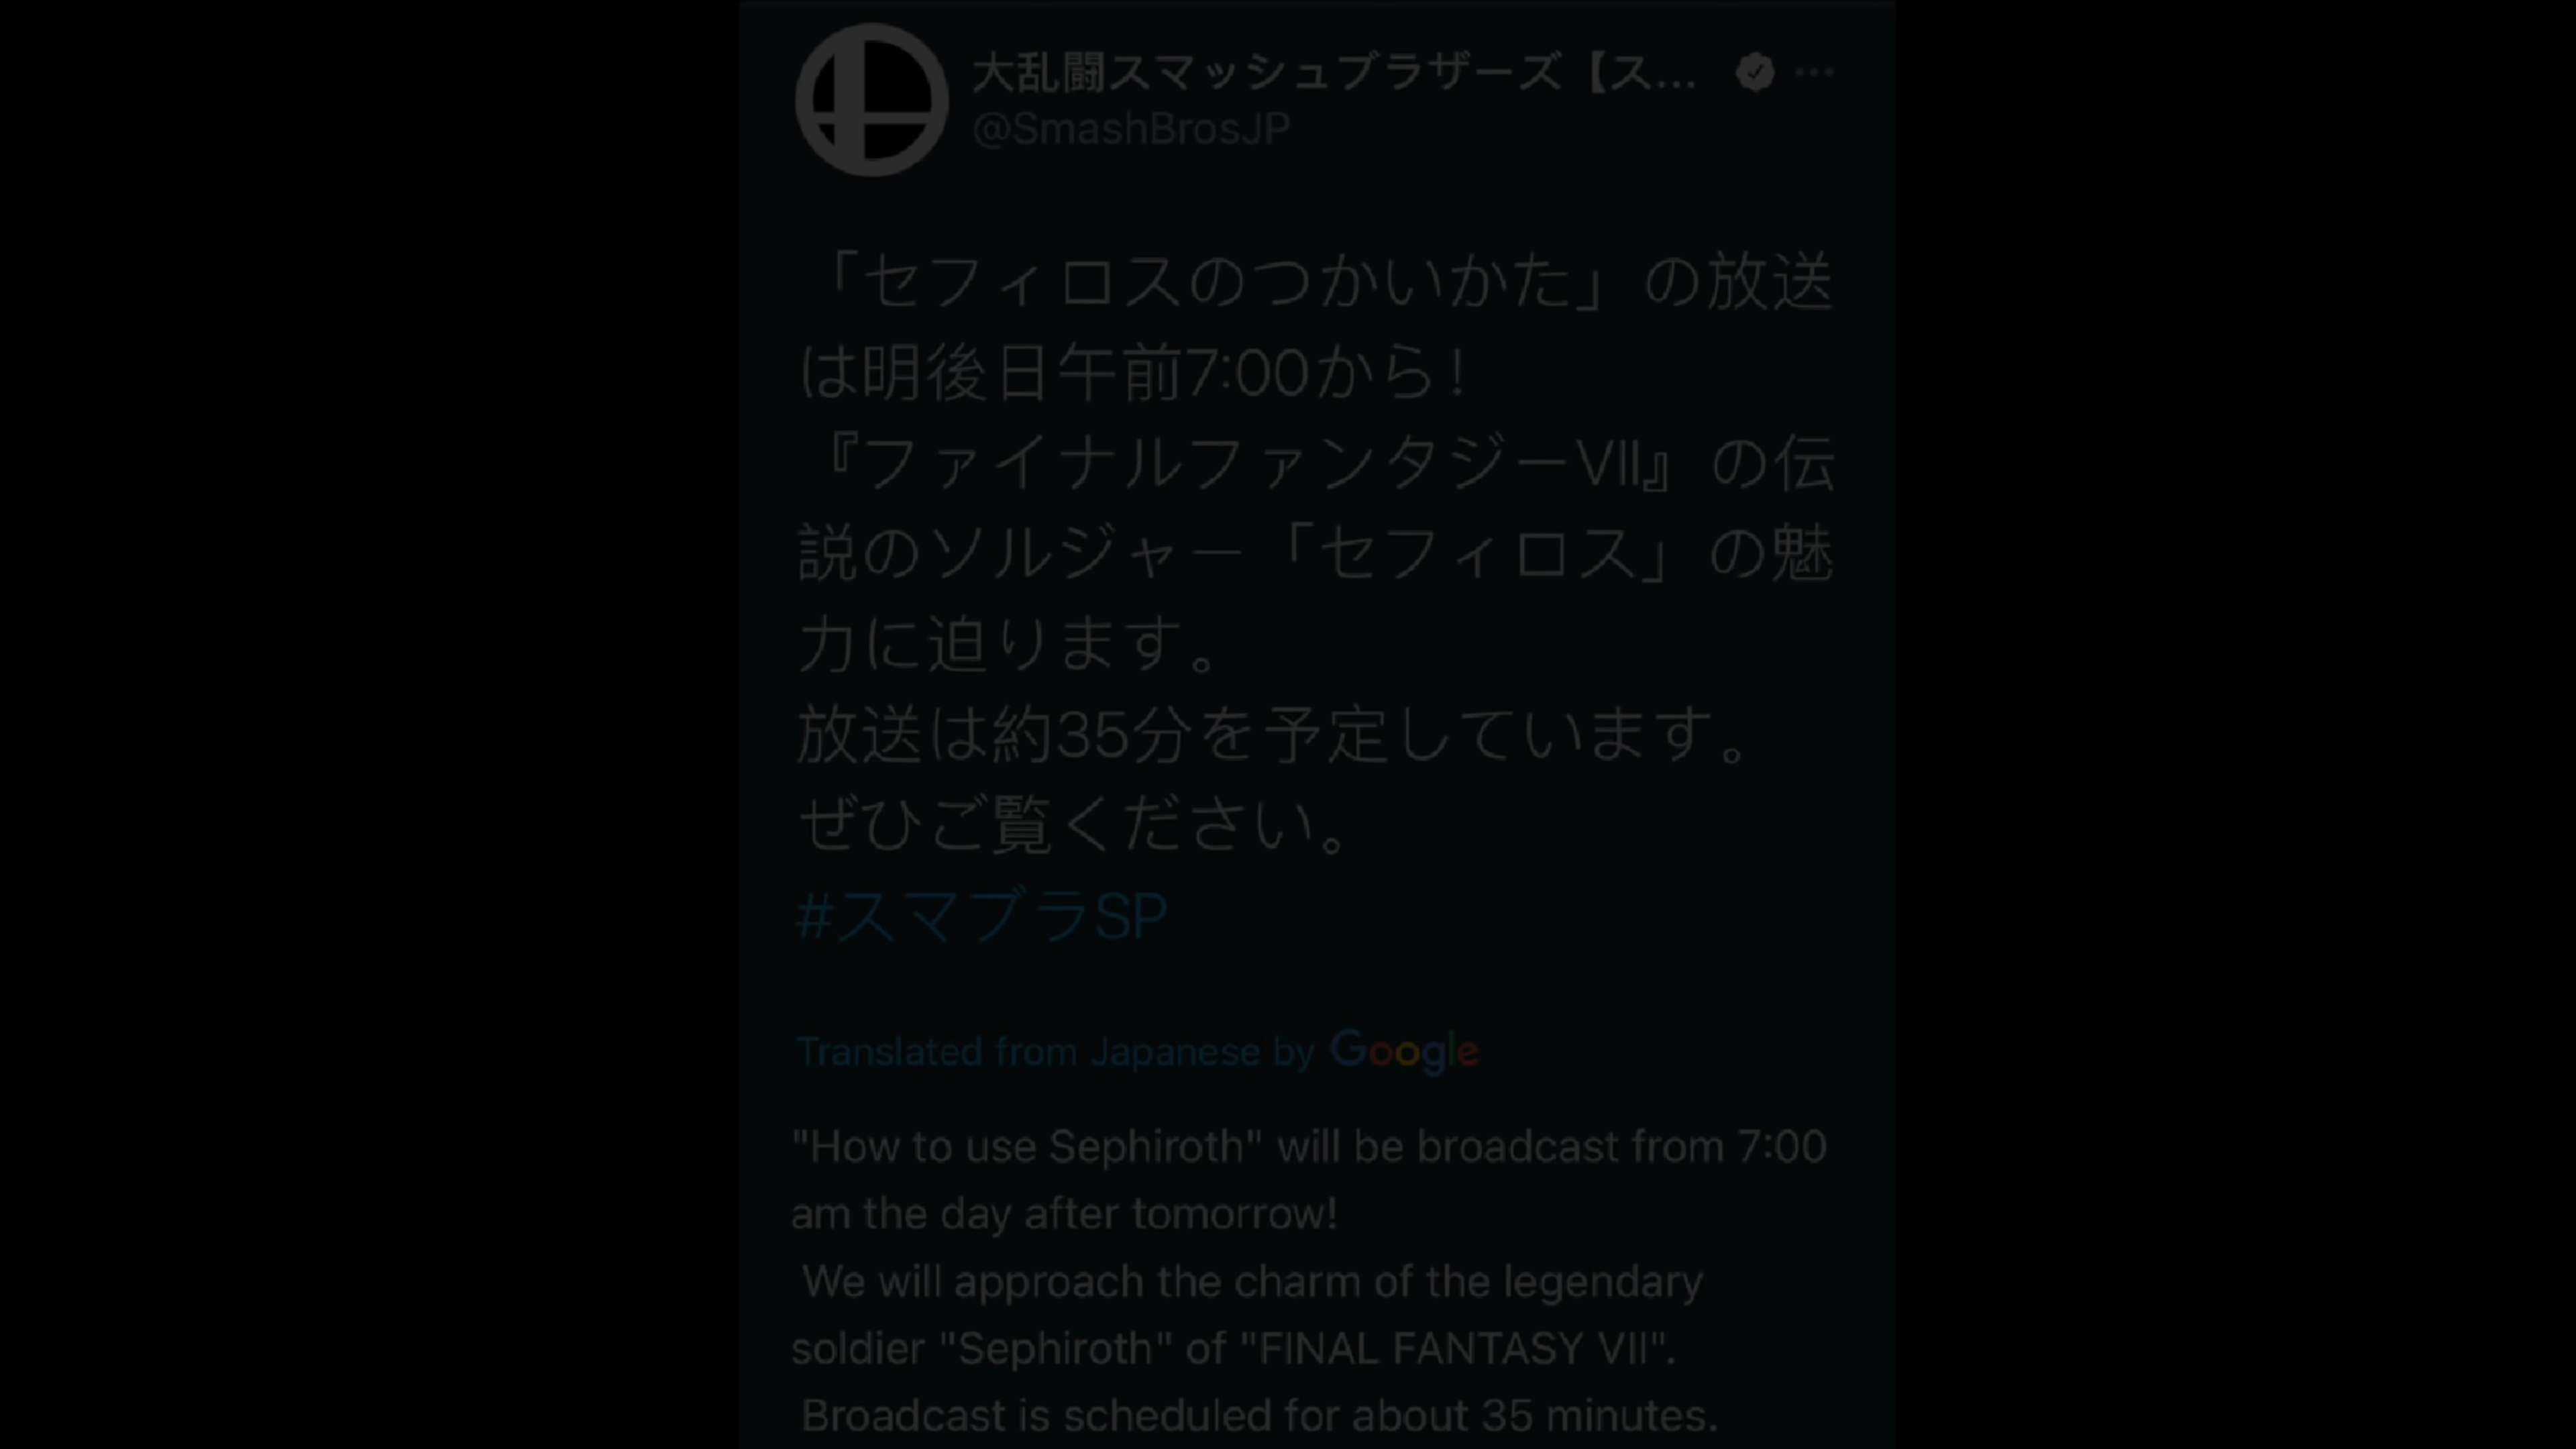 大乱闘スマッシュブラザーズ【ス...
@SmashBrosJP
「セフィロスのつかいかた」の放送
は明後日午前7:00から！
『ファイナルファンタジーVII』の伝
説のソルジャー「セフィロス」の魅
力に迫ります。
放送は約35分を予定しています。
ぜひご覧ください。
#スマブラSP
Translated from Japanese by Google
"How to use Sephiroth" will be broadcast from 7:00
am the day after tomorrow!
We will approach the charm of the legendary
soldier "Sephiroth" of "FINAL FANTASY VII".
Broadcast is scheduled for about 35 minutes.